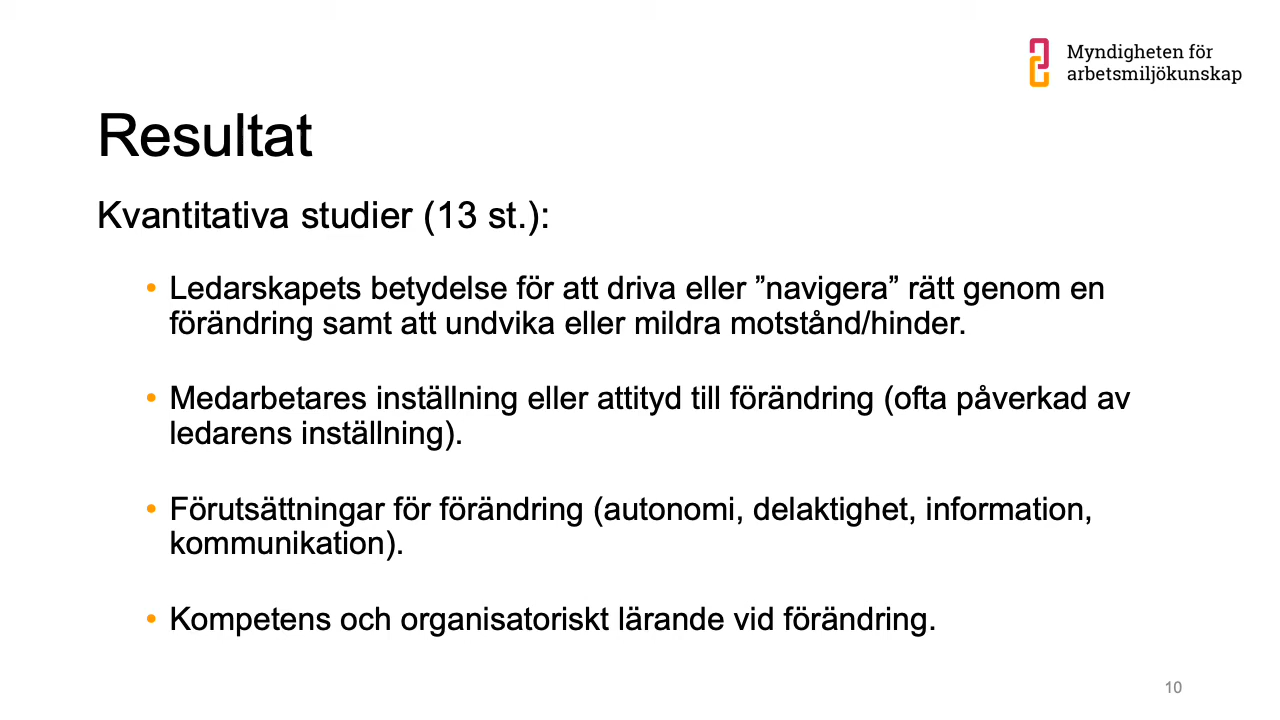 Myndigheten för
arbetsmiljökunskap
Resultat
Kvantitativa studier (13 st.):
• Ledarskapets betydelse för att driva eller ”navigera” rätt genom en
förändring samt att undvika eller mildra motstånd/hinder.
• Medarbetares inställning eller attityd till förändring (ofta påverkad av
ledarens inställning).
• Förutsättningar för förändring (autonomi, delaktighet, information,
kommunikation).
• Kompetens och organisatoriskt lärande vid förändring.
10